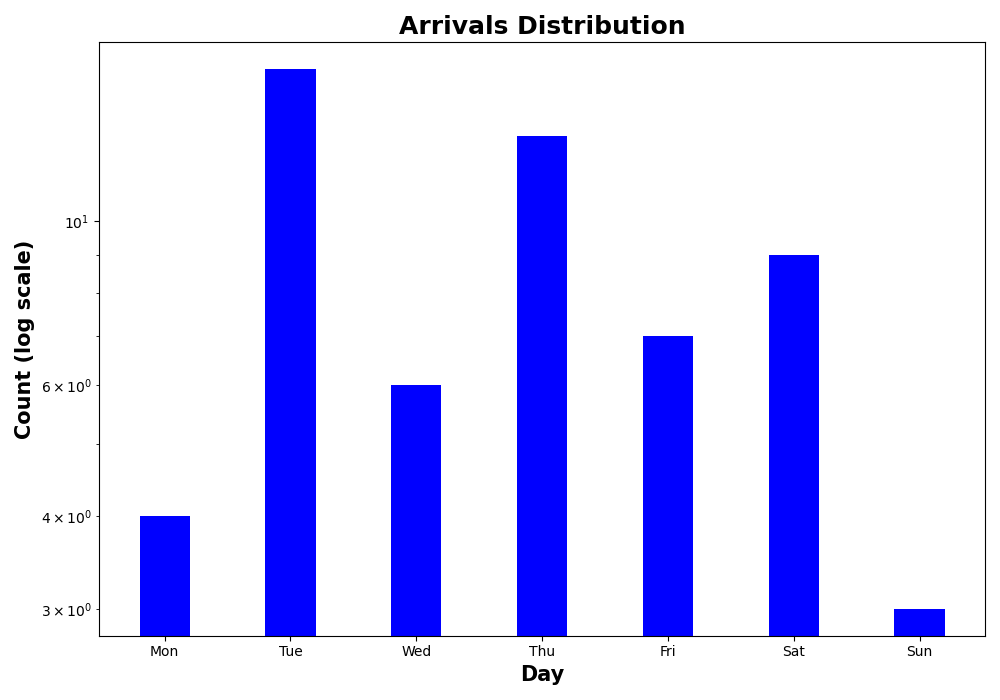 Arrivals Distribution
Count (log scale)
10¹
6 × 10⁰
4 × 10⁰
3 × 10⁰
Mon Tue Wed Thu Fri Sat Sun
Day